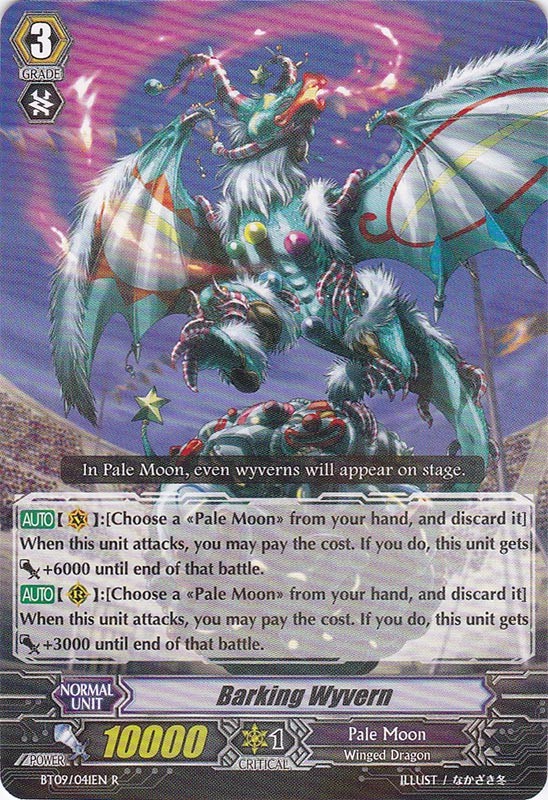 3
GRADE
In Pale Moon, even wyverns will appear on stage.
AUTO【 V 】:[Choose a «Pale Moon» from your hand, and discard it]
When this unit attacks, you may pay the cost. If you do, this unit gets
+6000 until end of that battle.
AUTO【 R 】:[Choose a «Pale Moon» from your hand, and discard it]
When this unit attacks, you may pay the cost. If you do, this unit gets
+3000 until end of that battle.
NORMAL
UNIT
Barking Wyvern
POWER
10000
1
CRITICAL
Pale Moon
Winged Dragon
BT09/041EN R
ILLUST / なかざき冬